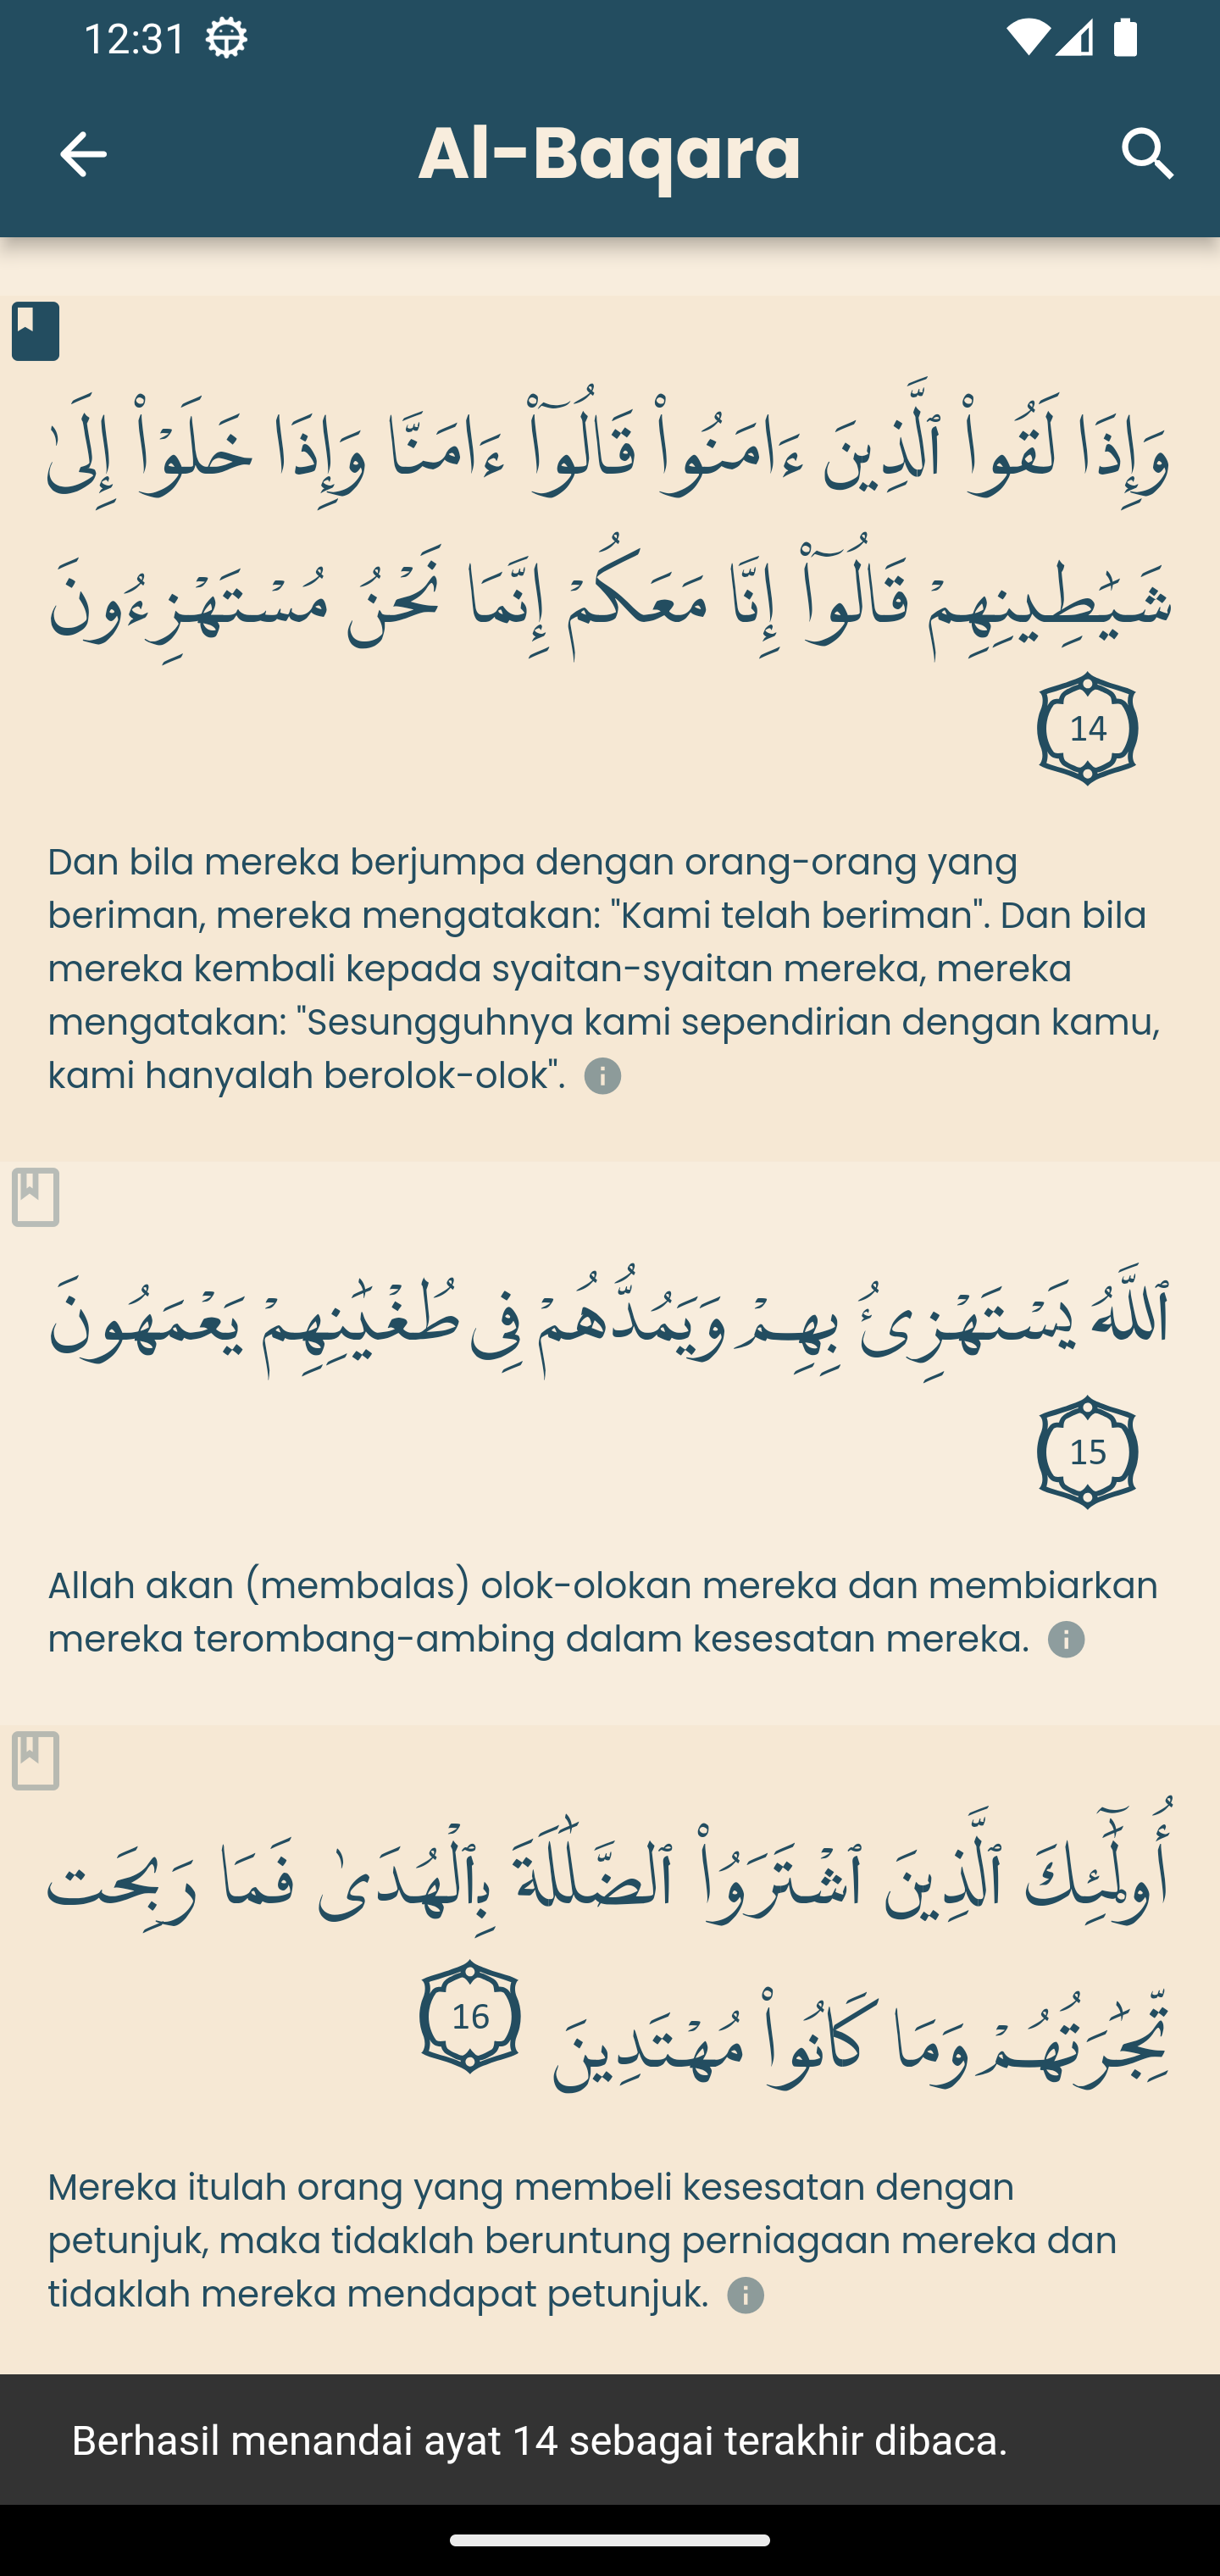 12:31
Al-Baqara
وَإِذَا لَقُوا۟ ٱلَّذِينَ ءَامَنُوا۟ قَالُوٓا۟ ءَامَنَّا وَإِذَا خَلَوْا۟ إِلَىٰ
شَيَـٰطِينِهِمْ قَالُوٓا۟ إِنَّا مَعَكُمْ إِنَّمَا نَحْنُ مُسْتَهْزِءُونَ
14
Dan bila mereka berjumpa dengan orang-orang yang
beriman, mereka mengatakan: "Kami telah beriman". Dan bila
mereka kembali kepada syaitan-syaitan mereka, mereka
mengatakan: "Sesungguhnya kami sependirian dengan kamu,
kami hanyalah berolok-olok".
ٱللَّهُ يَسْتَهْزِئُ بِهِمْ وَيَمُدُّهُمْ فِى طُغْيَـٰنِهِمْ يَعْمَهُونَ
15
Allah akan (membalas) olok-olokan mereka dan membiarkan
mereka terombang-ambing dalam kesesatan mereka.
أُو۟لَـٰٓئِكَ ٱلَّذِينَ ٱشْتَرَوُا۟ ٱلضَّلَـٰلَةَ بِٱلْهُدَىٰ فَمَا رَبِحَت
تِّجَـٰرَتُهُمْ وَمَا كَانُوا۟ مُهْتَدِينَ 16
Mereka itulah orang yang membeli kesesatan dengan
petunjuk, maka tidaklah beruntung perniagaan mereka dan
tidaklah mereka mendapat petunjuk.
Berhasil menandai ayat 14 sebagai terakhir dibaca.